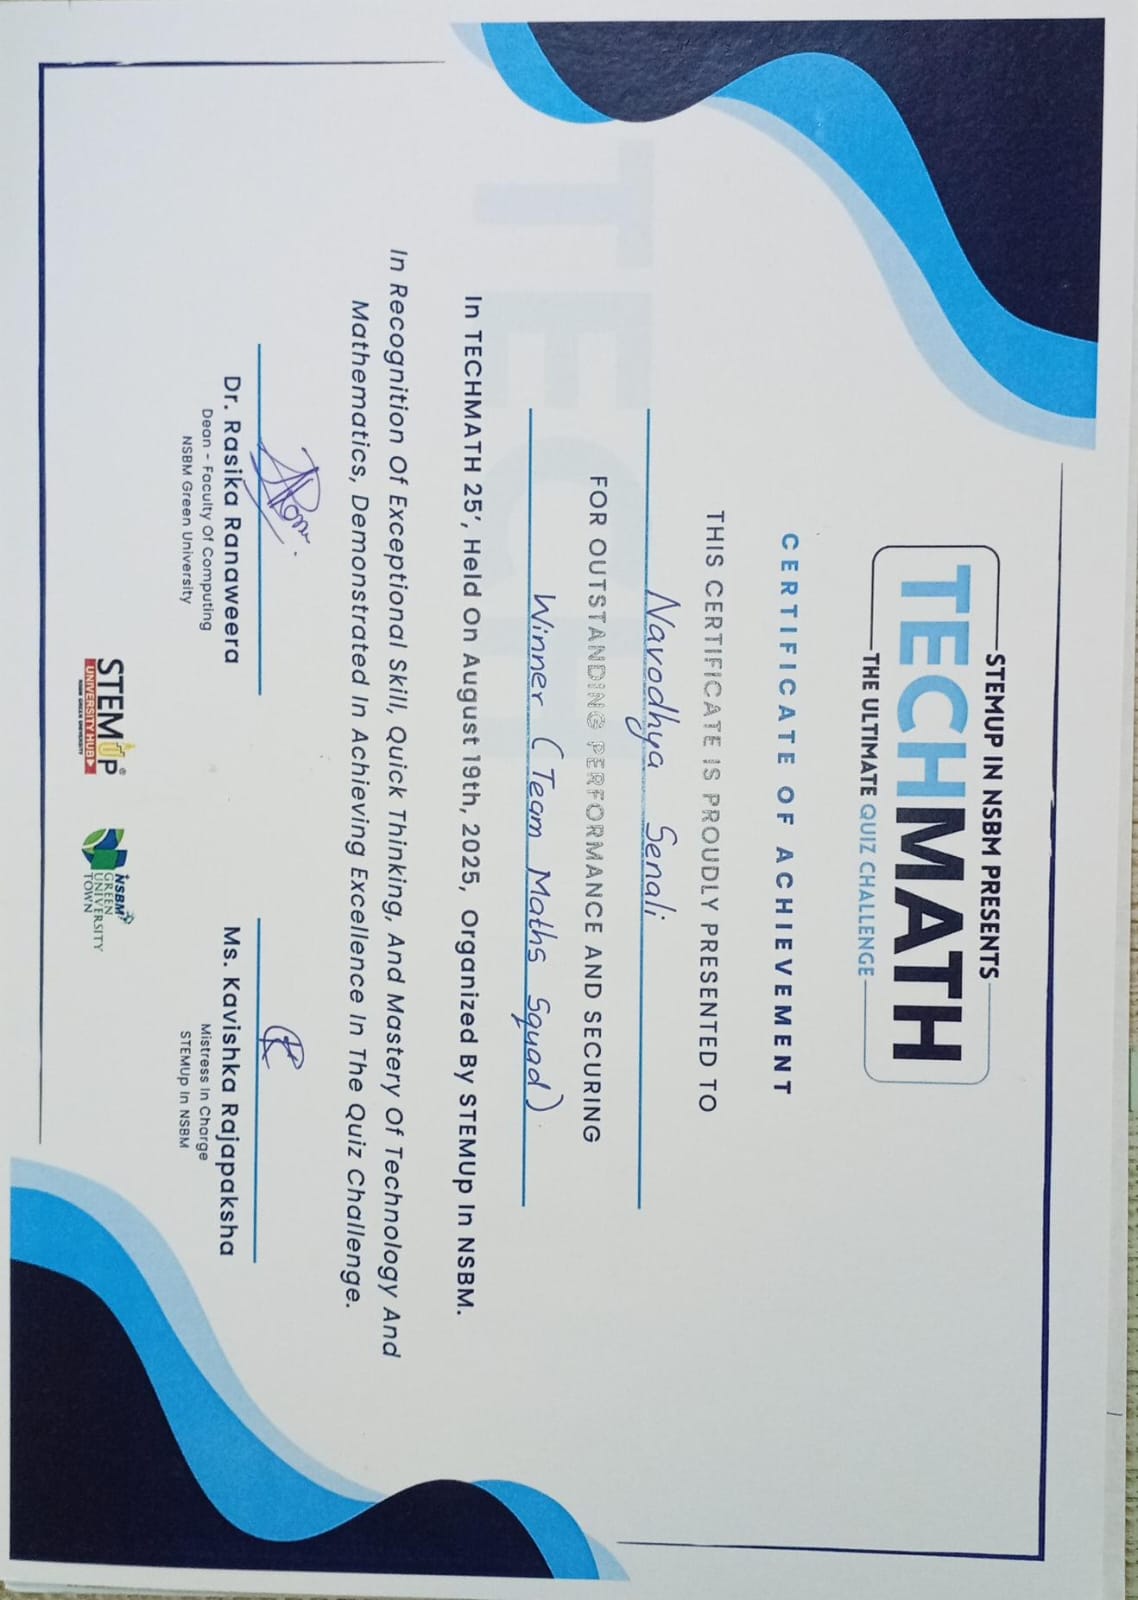 STEMUP IN NSBM PRESENTS
TECHMATH
THE ULTIMATE QUIZ CHALLENGE
CERTIFICATE OF ACHIEVEMENT
THIS CERTIFICATE IS PROUDLY PRESENTED TO
Navodhya Senali
FOR OUTSTANDING PERFORMANCE AND SECURING
Winner (Team Maths Squad)
TECH
In TECHMATH 25', Held On August 19th, 2025, Organized By STEMUp In NSBM.
In Recognition Of Exceptional Skill, Quick Thinking, And Mastery Of Technology And
Mathematics, Demonstrated In Achieving Excellence In The Quiz Challenge.
Dr. Rasika Ranaweera
Dean - Faculty Of Computing
NSBM Green University
Ms. Kavishka Rajapaksha
Mistress In Charge
STEMUp In NSBM
STEMUP®
UNIVERSITY HUB
NSBM GREEN UNIVERSITY
NSBM
GREEN
UNIVERSITY
TOWN